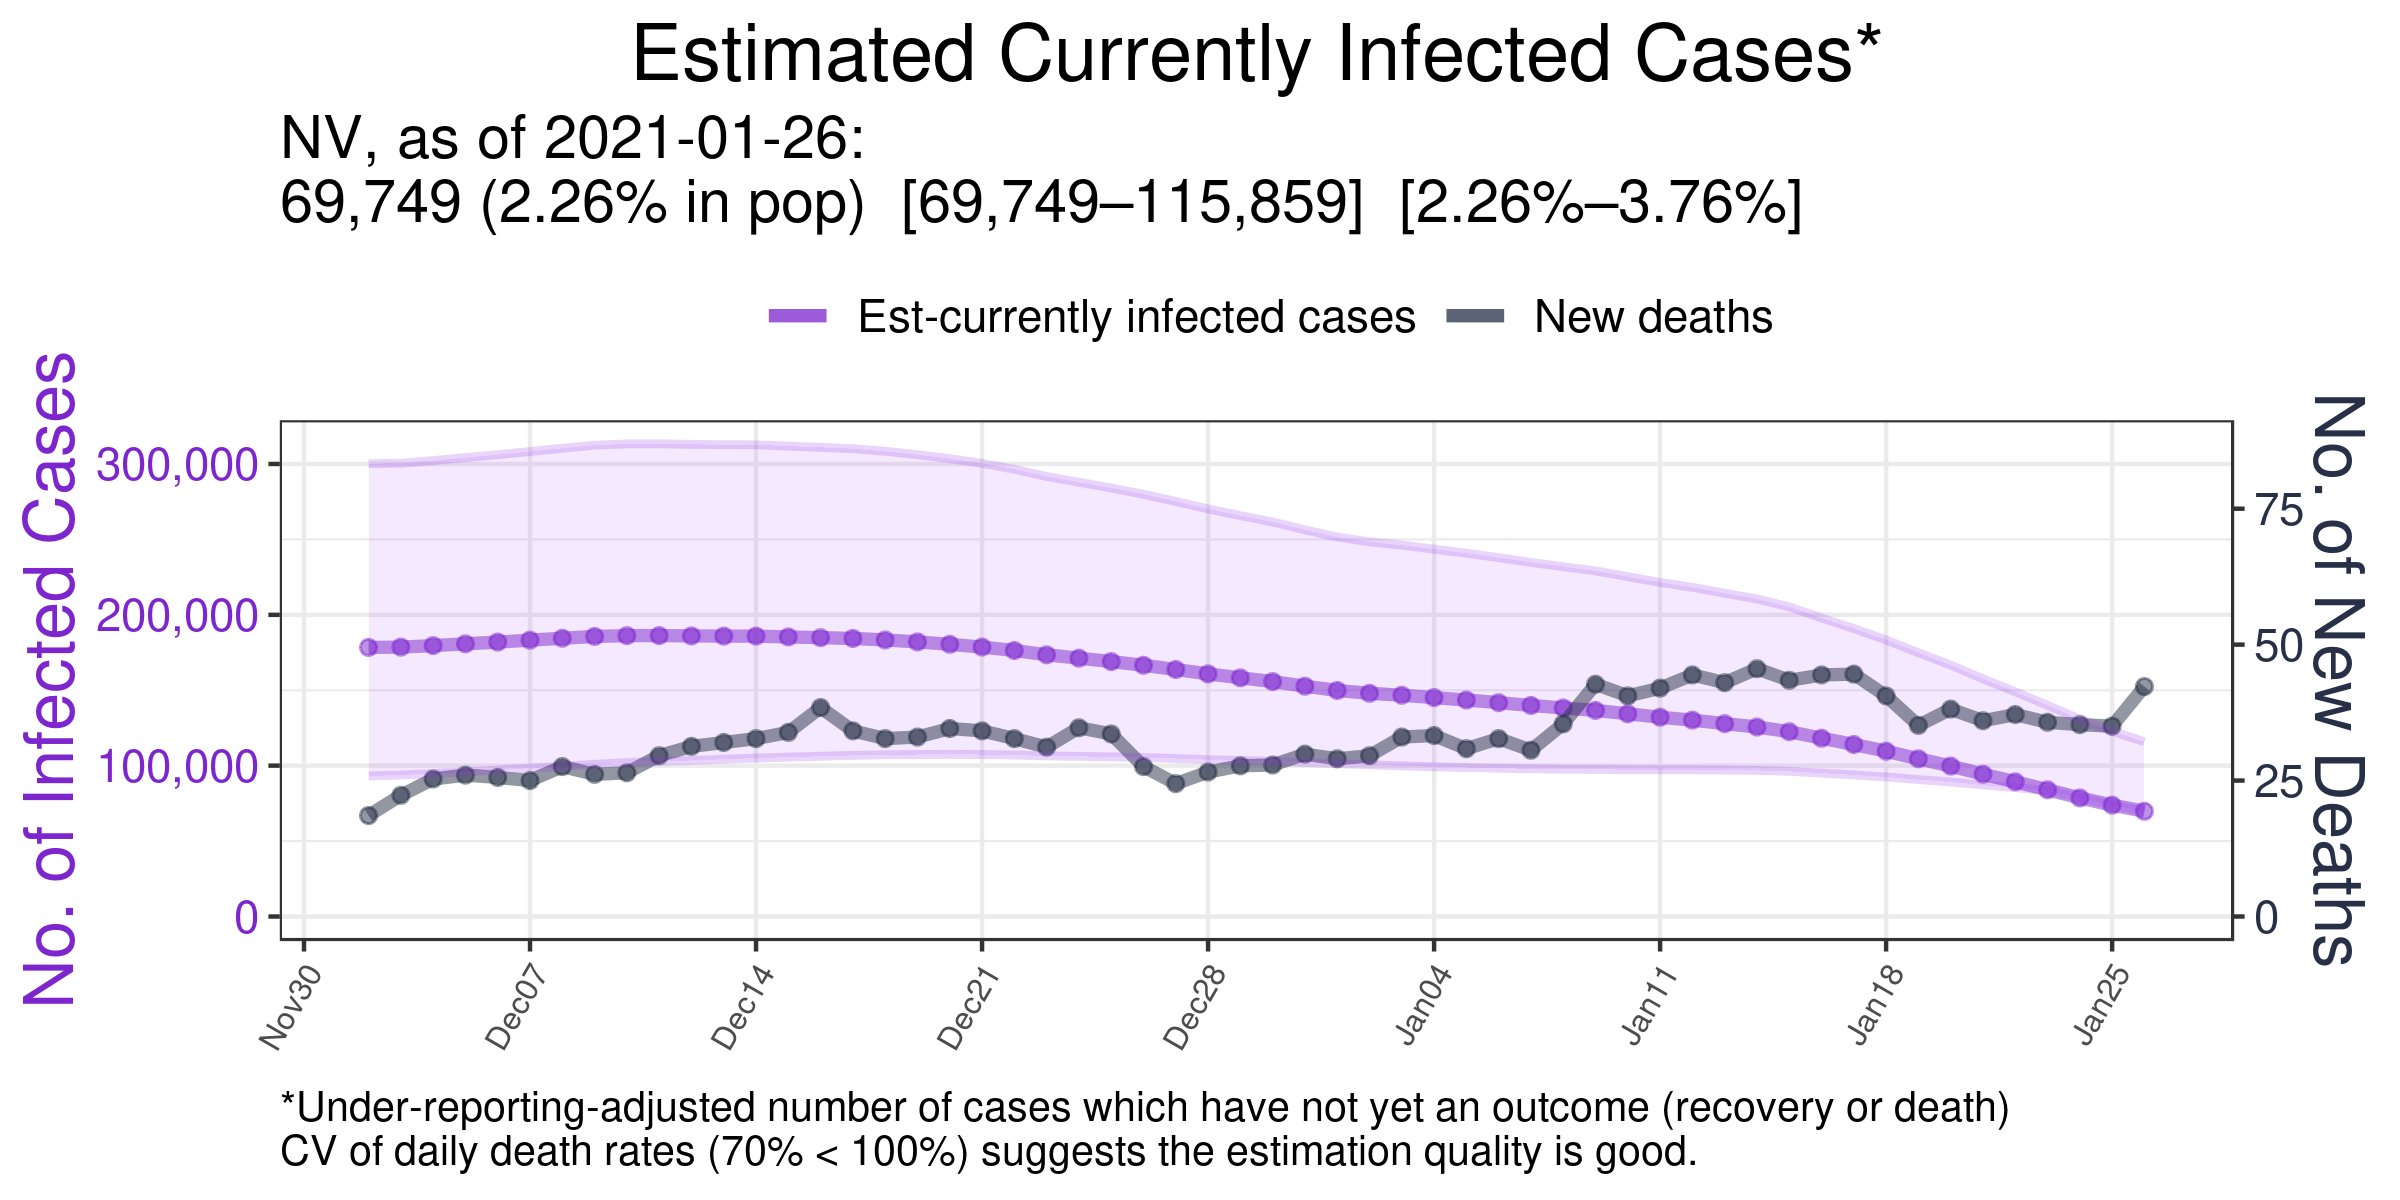 Estimated Currently Infected Cases*
NV, as of 2021-01-26:
69,749 (2.26% in pop)  [69,749–115,859]  [2.26%–3.76%]
Est-currently infected cases
New deaths
No. of Infected Cases
300,000
200,000
100,000
0
No. of New Deaths
75
50
25
0
Nov30
Dec07
Dec14
Dec21
Dec28
Jan04
Jan11
Jan18
Jan25
*Under-reporting-adjusted number of cases which have not yet an outcome (recovery or death)
CV of daily death rates (70% < 100%) suggests the estimation quality is good.